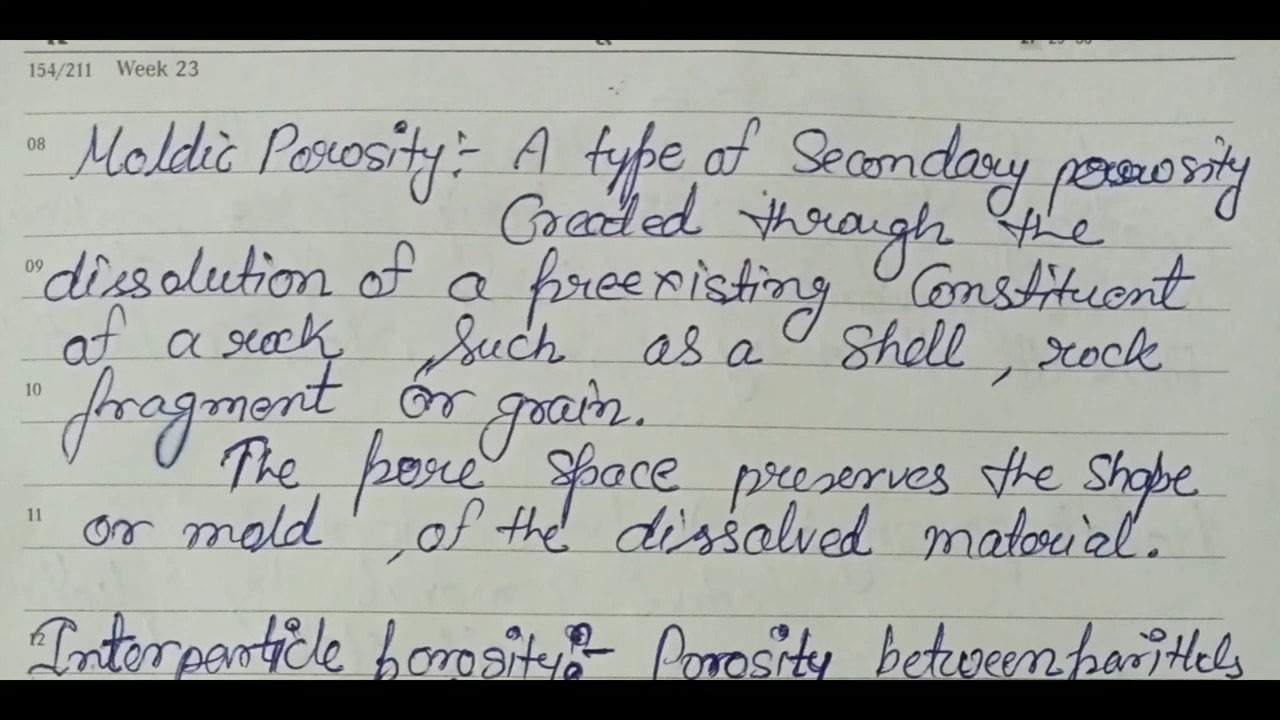 154/211 Week 23
08 Moldic Porosity:- A type of Secondary porosity
Created through the
09 dissolution of a preexisting Constituent
of a rock, such as a shell, rock
10 fragment or grain.
The pore space preserves the shape
11 or mold, of the dissolved material.
12 Interparticle porosity:- Porosity between